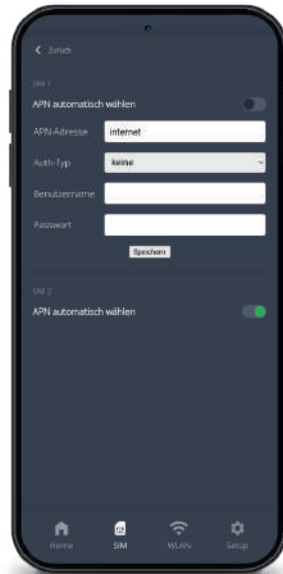 Zurück
SIM 1
APN automatisch wählen
APN-Adresse internet
Auth-Typ keine
Benutzername
Passwort
Speichern
SIM 2
APN automatisch wählen
Home SIM WLAN Setup